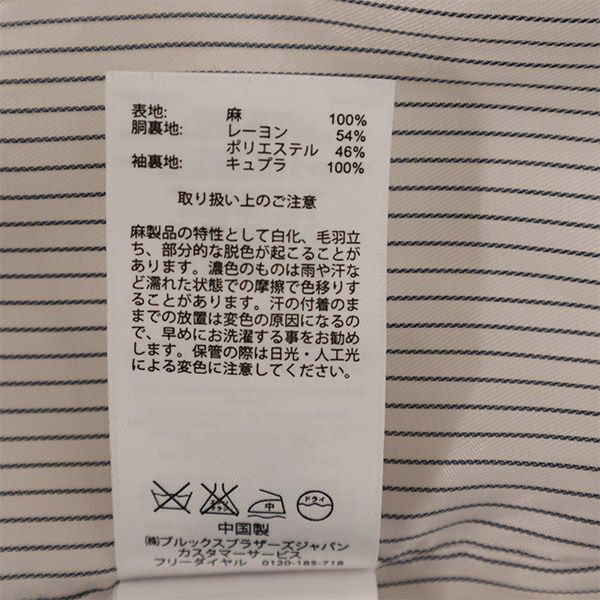 表地: 麻 100%
胴裏地: レーヨン 54%
ポリエステル 46%
袖裏地: キュプラ 100%
取り扱い上のご注意
麻製品の特性として白化、毛羽立
ち、部分的な脱色が起こることが
あります。濃色のものは雨や汗な
ど濡れた状態での摩擦で色移りす
ることがあります。汗の付着のま
までの放置は変色の原因になるの
で、早めにお洗濯する事をお勧め
します。保管の際は日光・人工光
による変色に注意してください。
エンソ サラシ 中 ドライ
中国製
㈱ブルックスブラザーズジャパン
カスタマーサービス
フリーダイヤル 0120-185-718